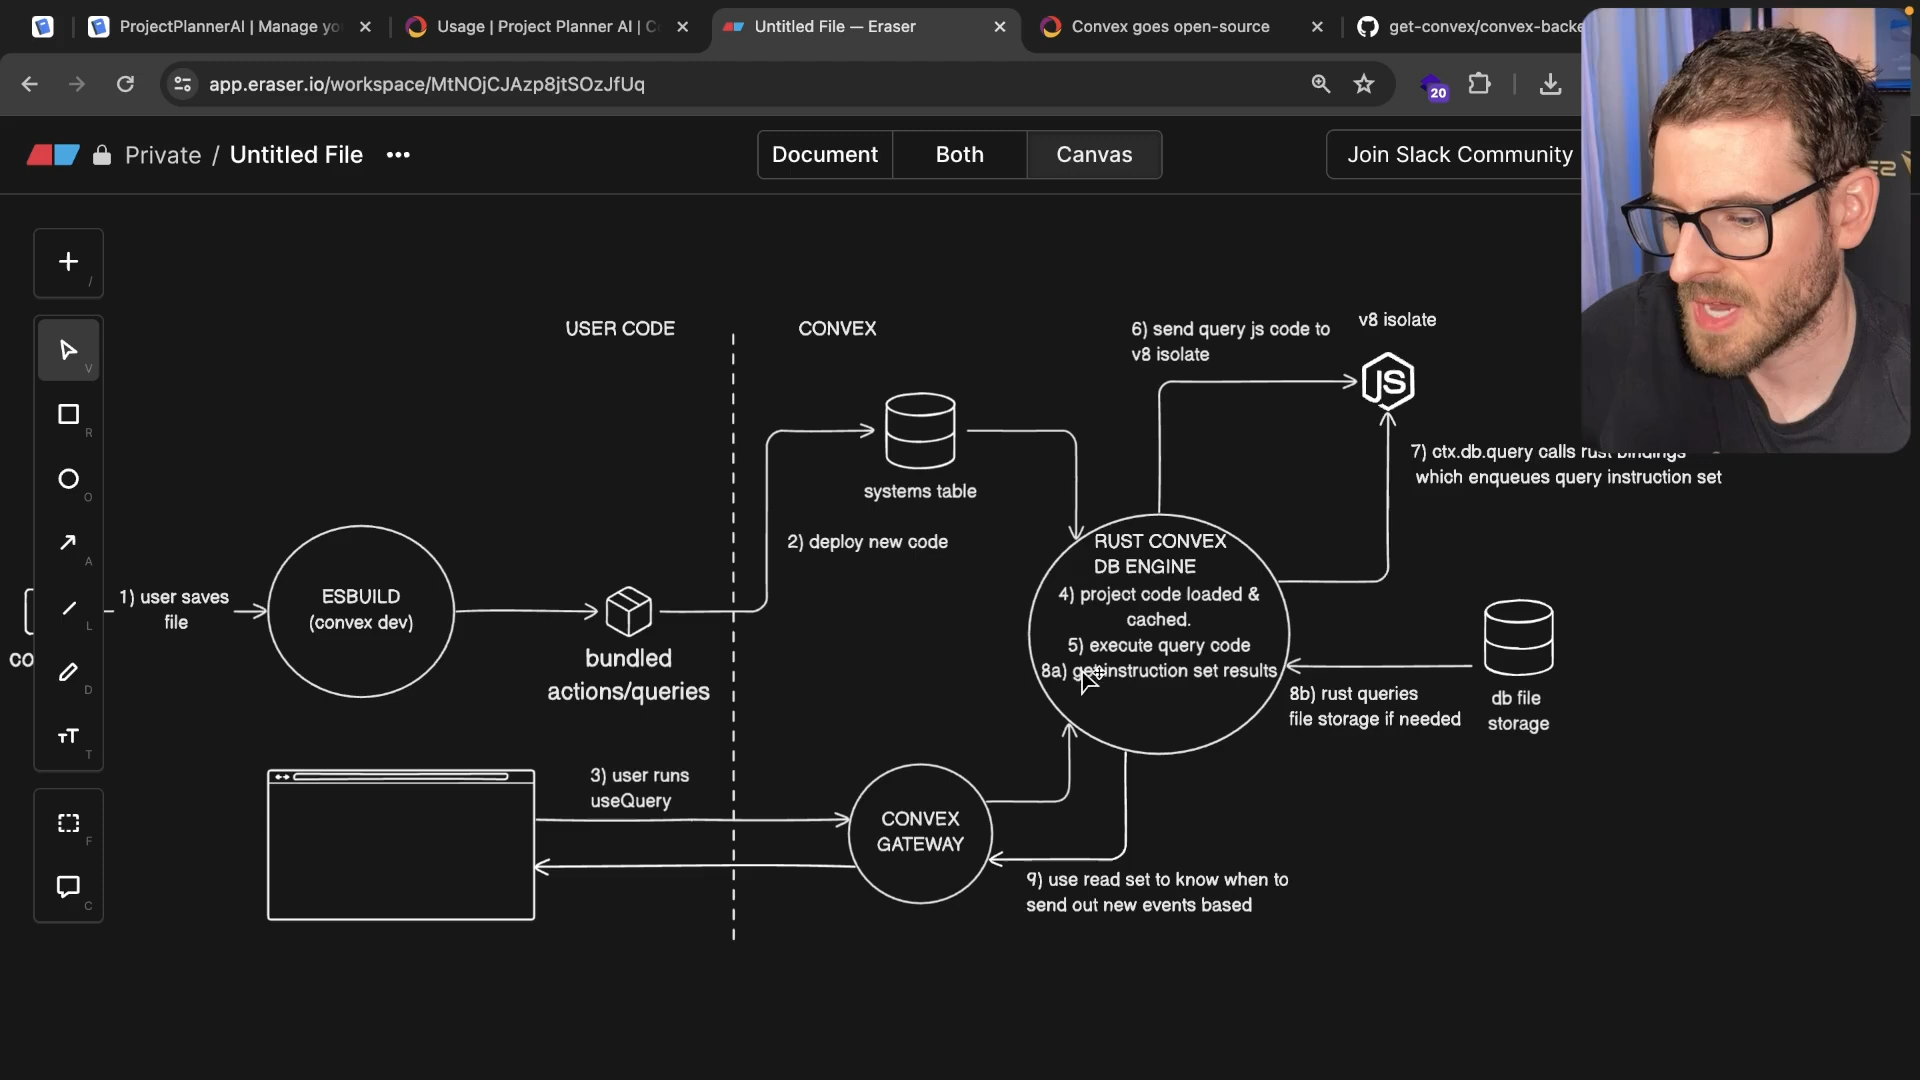 ProjectPlannerAI | Manage yo
Usage | Project Planner AI | C
Untitled File — Eraser
Convex goes open-source
get-convex/convex-backe
app.eraser.io/workspace/MtNOjCJAzp8jtSOzJfUq
20
Private / Untitled File
Document
Both
Canvas
Join Slack Community
/
V
R
O
A
L
D
T
F
C
USER CODE
CONVEX
6) send query js code to
v8 isolate
v8 isolate
JS
7) ctx.db.query calls rust bindings
which enqueues query instruction set
systems table
2) deploy new code
RUST CONVEX
DB ENGINE
4) project code loaded &
cached.
5) execute query code
8a) get instruction set results
1) user saves
file
co
ESBUILD
(convex dev)
bundled
actions/queries
8b) rust queries
file storage if needed
db file
storage
3) user runs
useQuery
CONVEX
GATEWAY
9) use read set to know when to
send out new events based